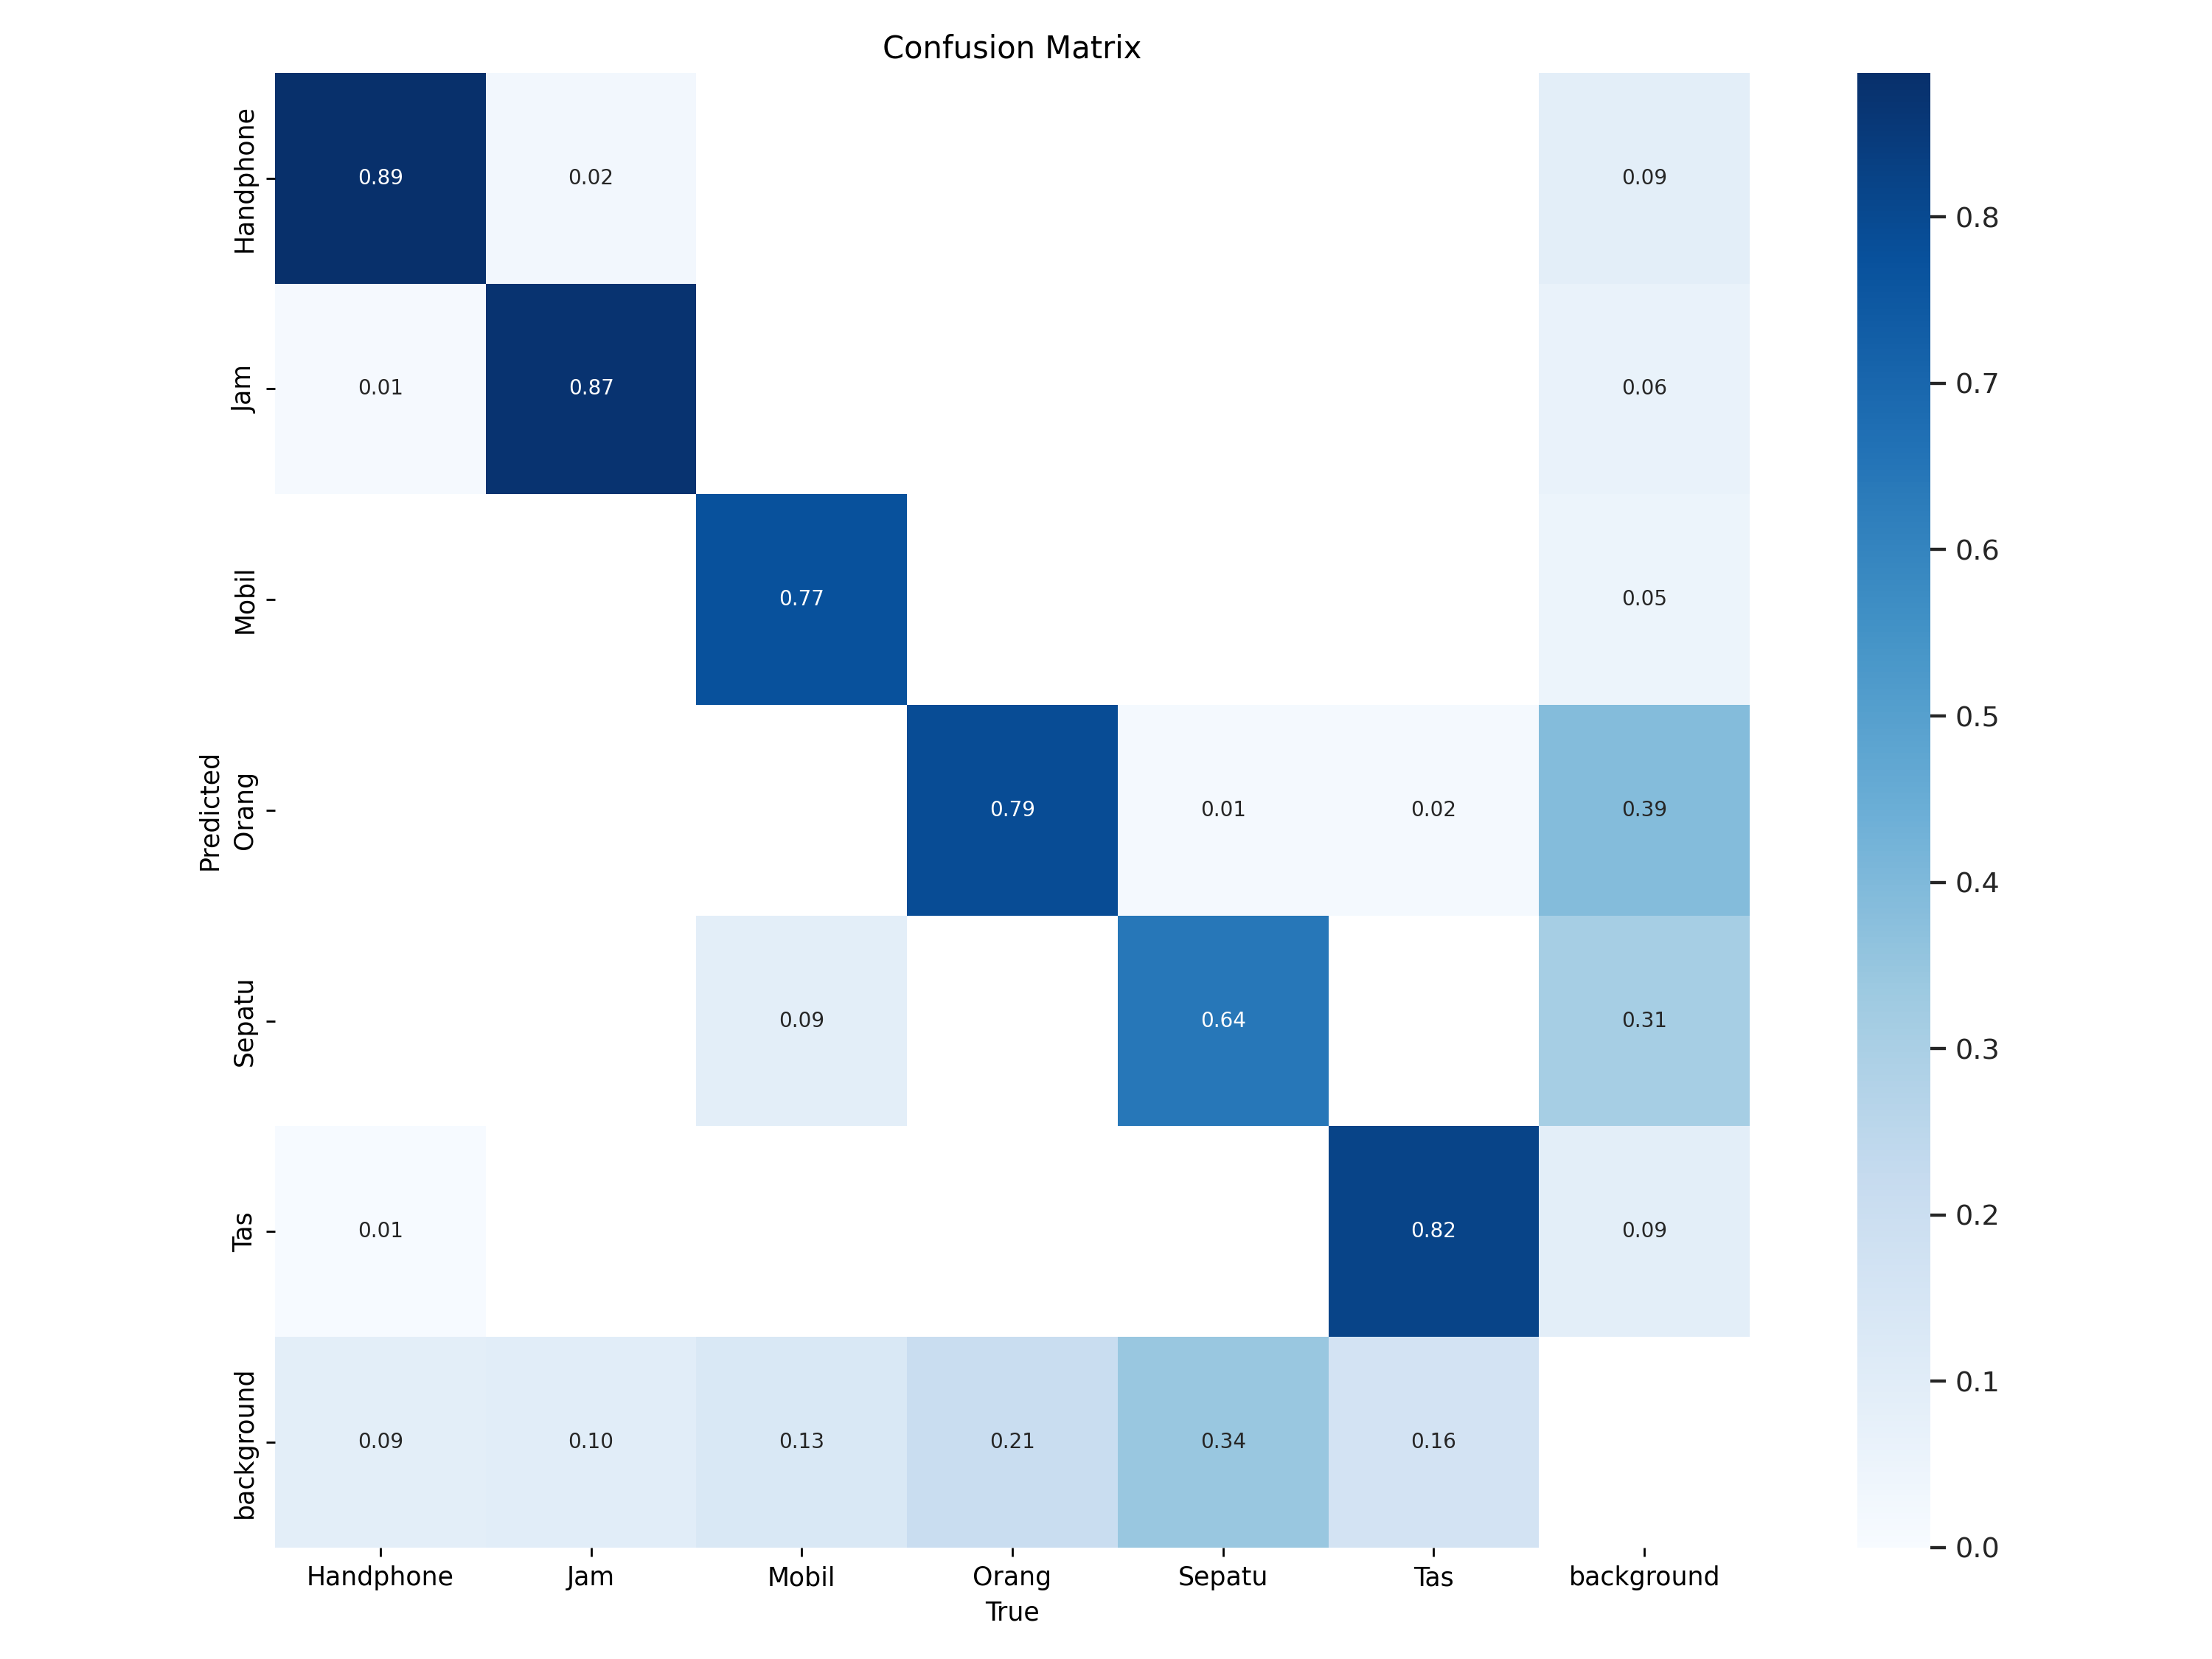 Confusion Matrix
Handphone 0.89 0.02 0.09
Jam 0.01 0.87 0.06
Mobil 0.77 0.05
Predicted
Orang 0.79 0.01 0.02 0.39
Sepatu 0.09 0.64 0.31
Tas 0.01 0.82 0.09
background 0.09 0.10 0.13 0.21 0.34 0.16
Handphone Jam Mobil Orang Sepatu Tas background
True
0.8
0.7
0.6
0.5
0.4
0.3
0.2
0.1
0.0